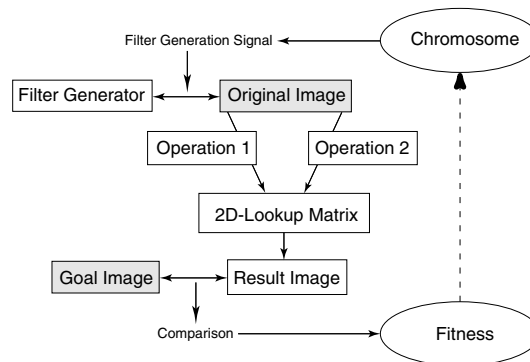 Filter Generation Signal
Chromosome
Filter Generator
Original Image
Operation 1
Operation 2
2D-Lookup Matrix
Goal Image
Result Image
Comparison
Fitness